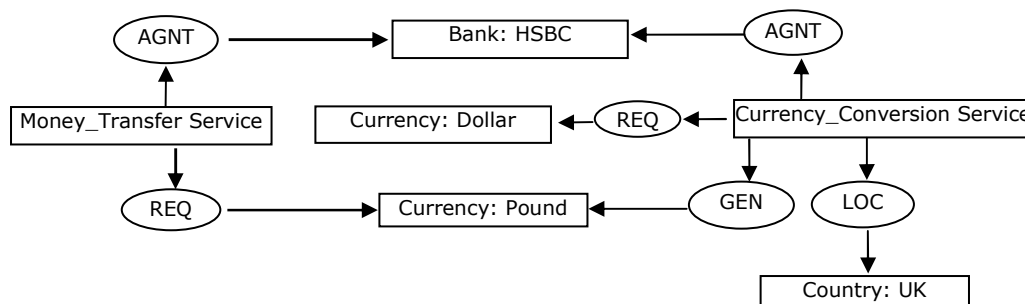 AGNT
Bank: HSBC
AGNT
Money_Transfer Service
Currency: Dollar
REQ
Currency_Conversion Service
REQ
Currency: Pound
GEN
LOC
Country: UK